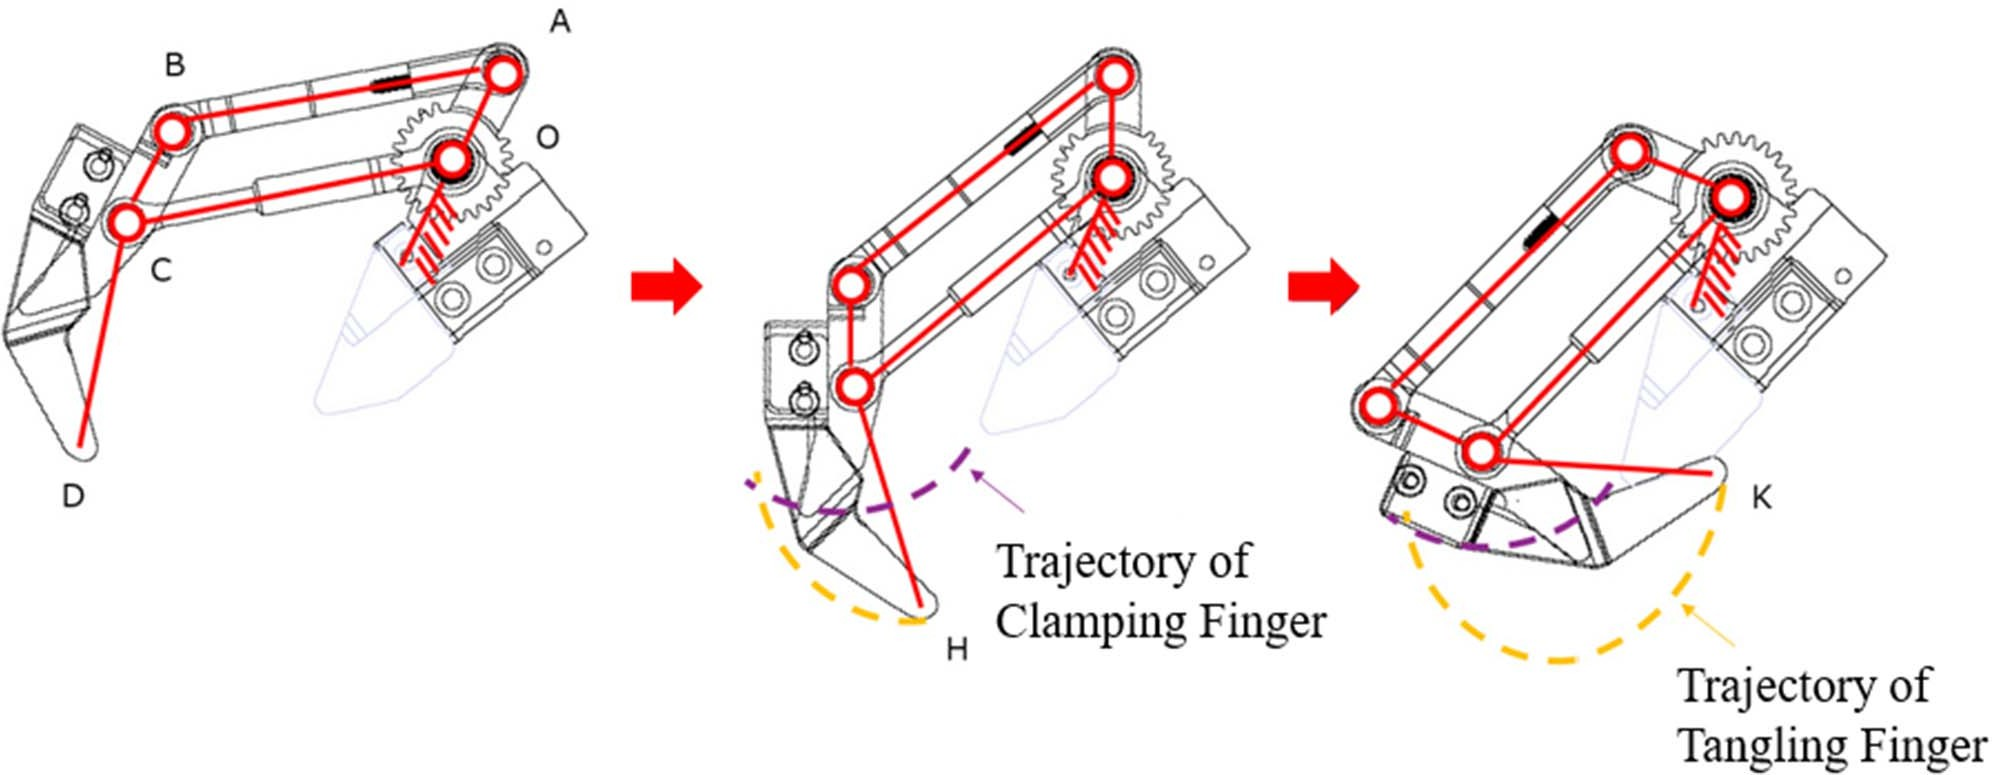 A
B
O
C
D
Trajectory of
Clamping Finger
H
K
Trajectory of
Tangling Finger